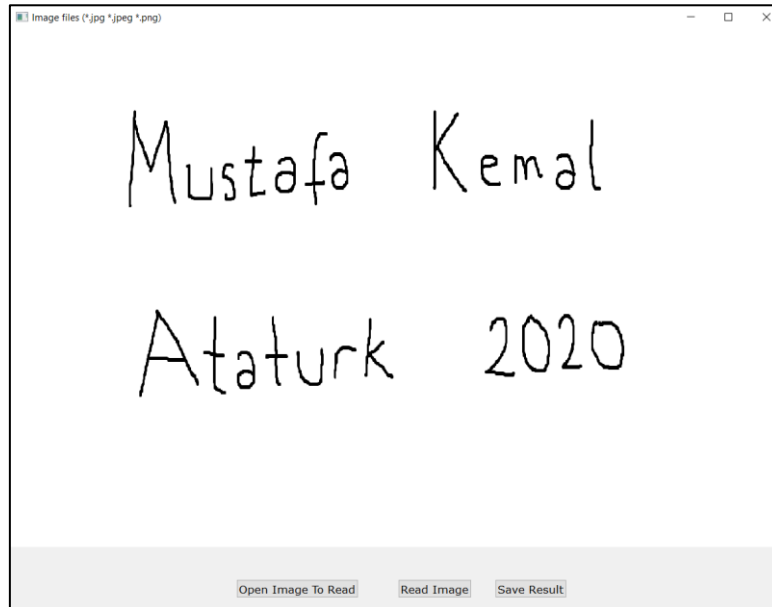 Image files (*.jpg *.jpeg *.png)
Mustafa Kemal
Ataturk 2020
Open Image To Read Read Image Save Result